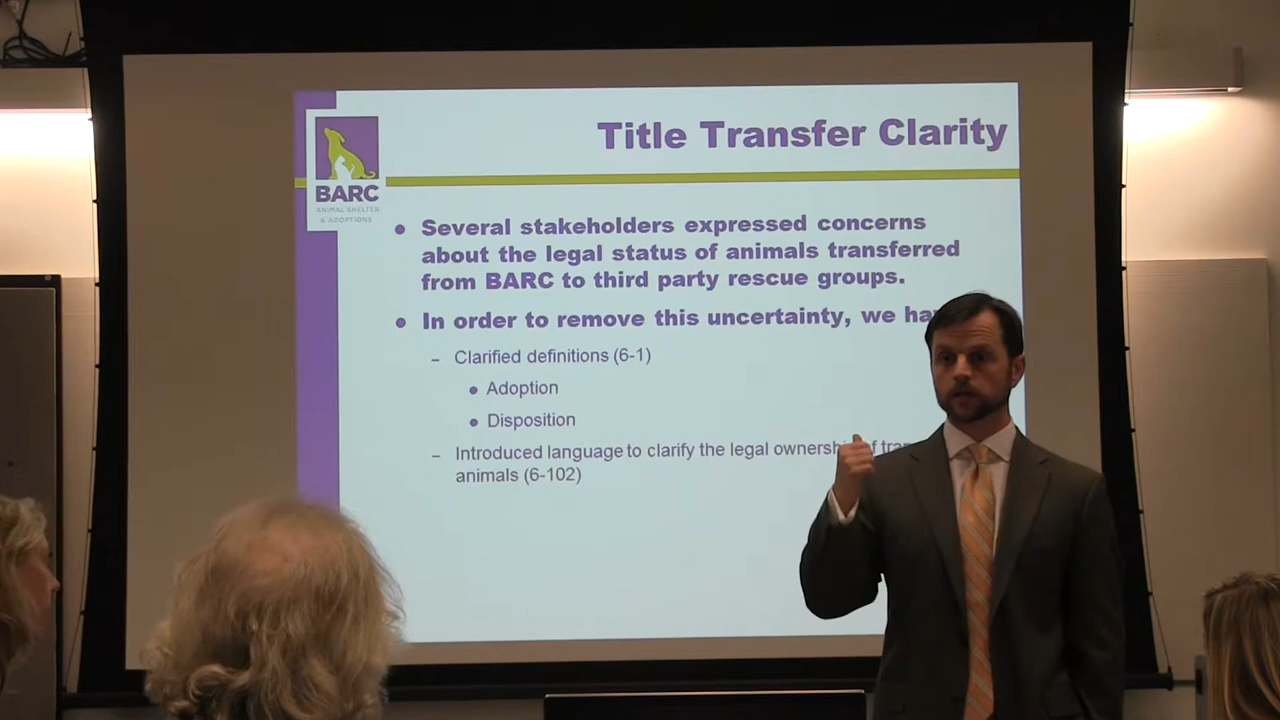 Title Transfer Clarity
BARC
ANIMAL SHELTER
& ADOPTIONS
• Several stakeholders expressed concerns
about the legal status of animals transferred
from BARC to third party rescue groups.
• In order to remove this uncertainty, we
– Clarified definitions (6-1)
• Adoption
• Disposition
– Introduced language to clarify the legal
animals (6-102)